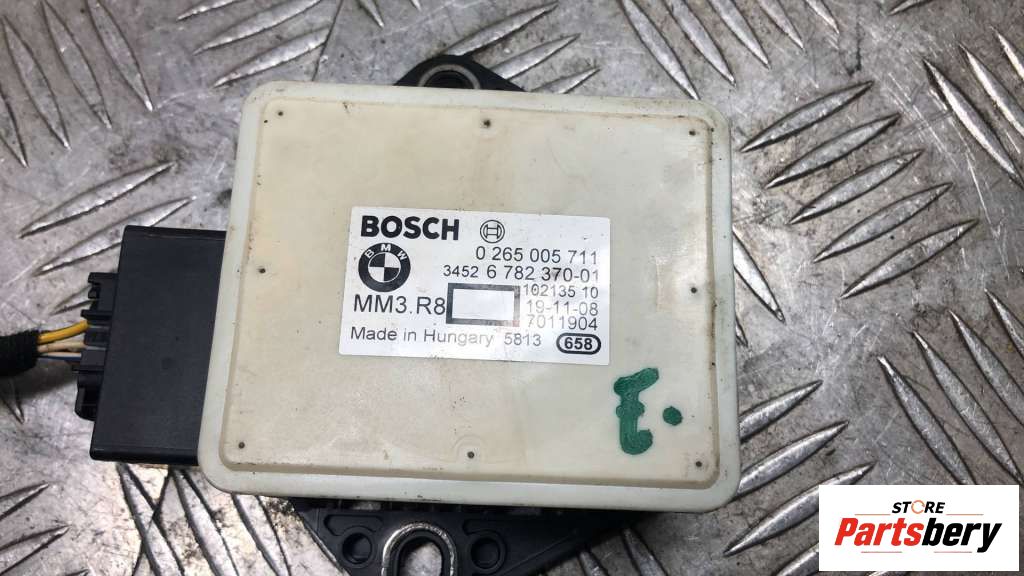 BOSCH
BMW
0 265 005 711
3452 6 782 370-01
102135 10
MM3.R8
19-11-08
7011904
Made in Hungary 5813 658
STORE
Partsbery